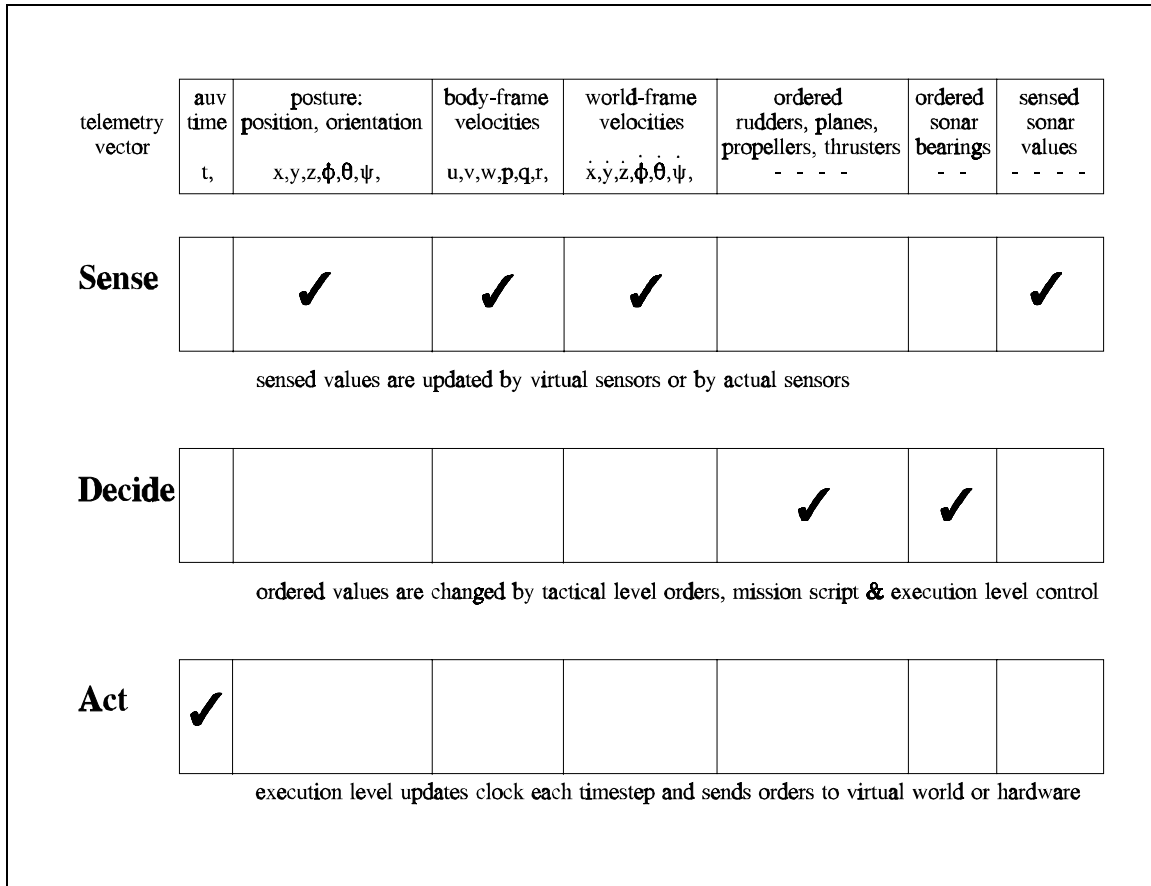 telemetry
vector
auv
time
t,
posture:
position, orientation
x,y,z,ϕ,θ,ψ,
body-frame
velocities
u,v,w,p,q,r,
world-frame
velocities
ẋ,ẏ,ż,ϕ̇,θ̇,ψ̇,
ordered
rudders, planes,
propellers, thrusters
- - - -
ordered
sonar
bearings
- -
sensed
sonar
values
- - - -
Sense
✔ ✔ ✔ ✔
sensed values are updated by virtual sensors or by actual sensors
Decide
✔ ✔
ordered values are changed by tactical level orders, mission script & execution level control
Act
✔
execution level updates clock each timestep and sends orders to virtual world or hardware